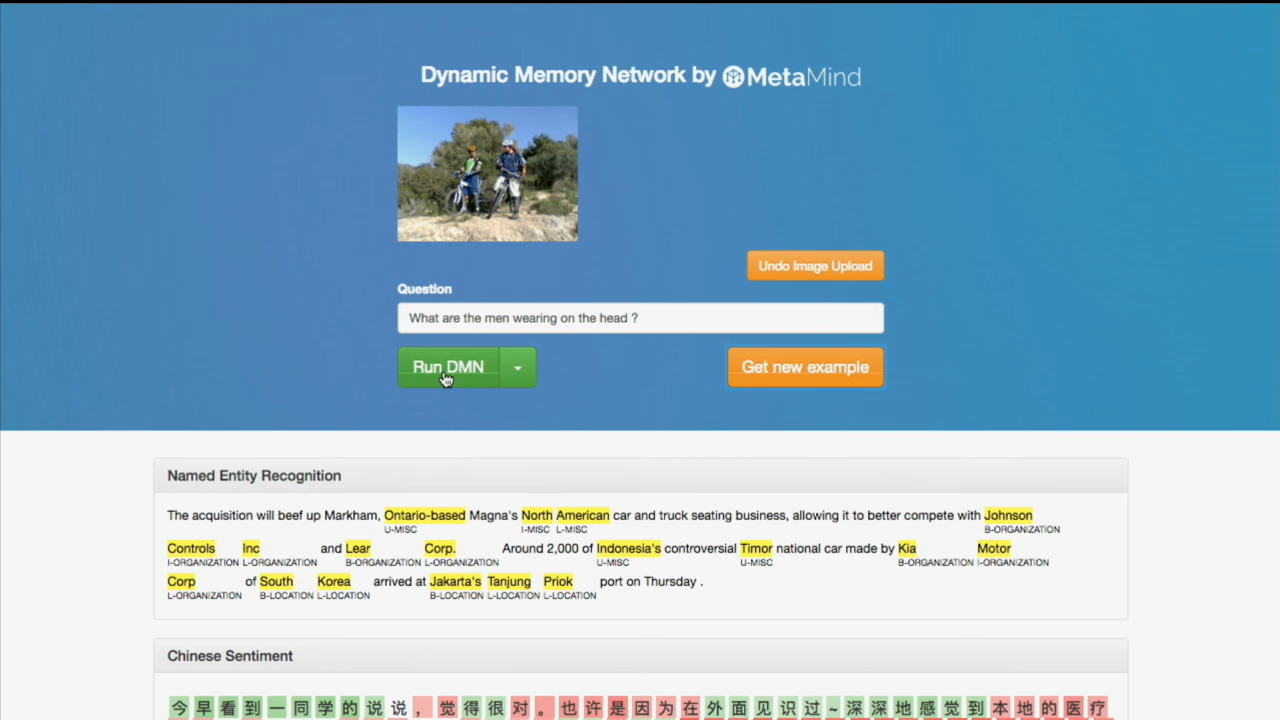 Dynamic Memory Network by MetaMind
Undo Image Upload
Question
What are the men wearing on the head ?
Run DMN
Get new example
Named Entity Recognition
The acquisition will beef up Markham, Ontario-based Magna's North American car and truck seating business, allowing it to better compete with Johnson
U-MISC I-MISC L-MISC B-ORGANIZATION
Controls Inc and Lear Corp. Around 2,000 of Indonesia's controversial Timor national car made by Kia Motor
I-ORGANIZATION L-ORGANIZATION B-ORGANIZATION L-ORGANIZATION U-MISC U-MISC B-ORGANIZATION I-ORGANIZATION
Corp of South Korea arrived at Jakarta's Tanjung Priok port on Thursday .
L-ORGANIZATION B-LOCATION L-LOCATION B-LOCATION L-LOCATION L-LOCATION
Chinese Sentiment
今早看到一同学的说说，觉得很对。也许是因为在外面见识过~深深地感觉到本地的医疗